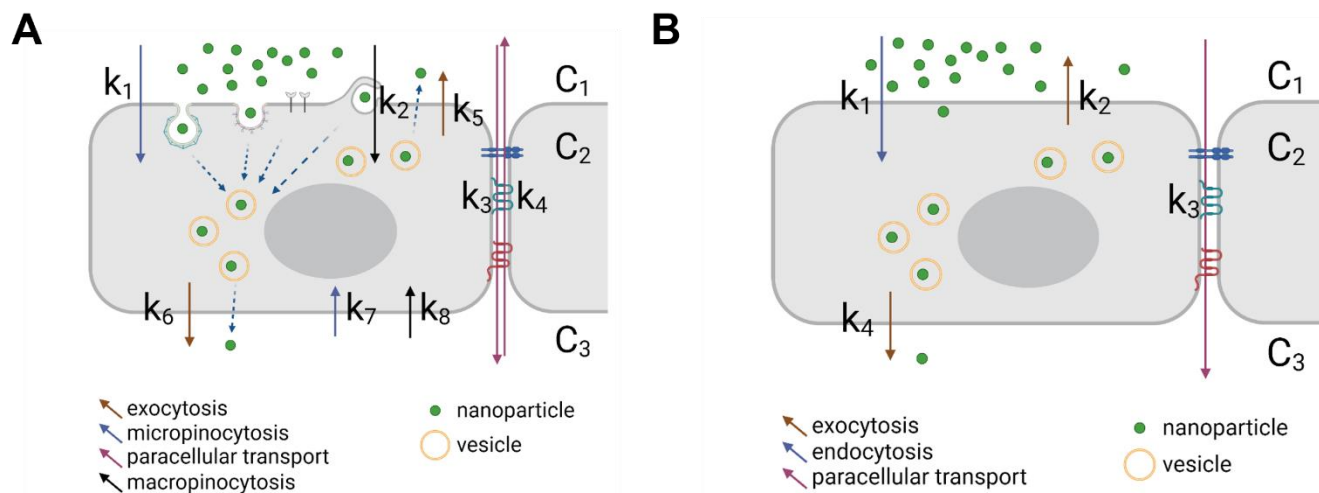 A
k₁
k₂
k₅
C₁
C₂
k₃
k₄
k₆
k₇
k₈
C₃
exocytosis
micropinocytosis
paracellular transport
macropinocytosis
nanoparticle
vesicle
B
k₁
k₂
C₁
C₂
k₃
k₄
C₃
exocytosis
endocytosis
paracellular transport
nanoparticle
vesicle